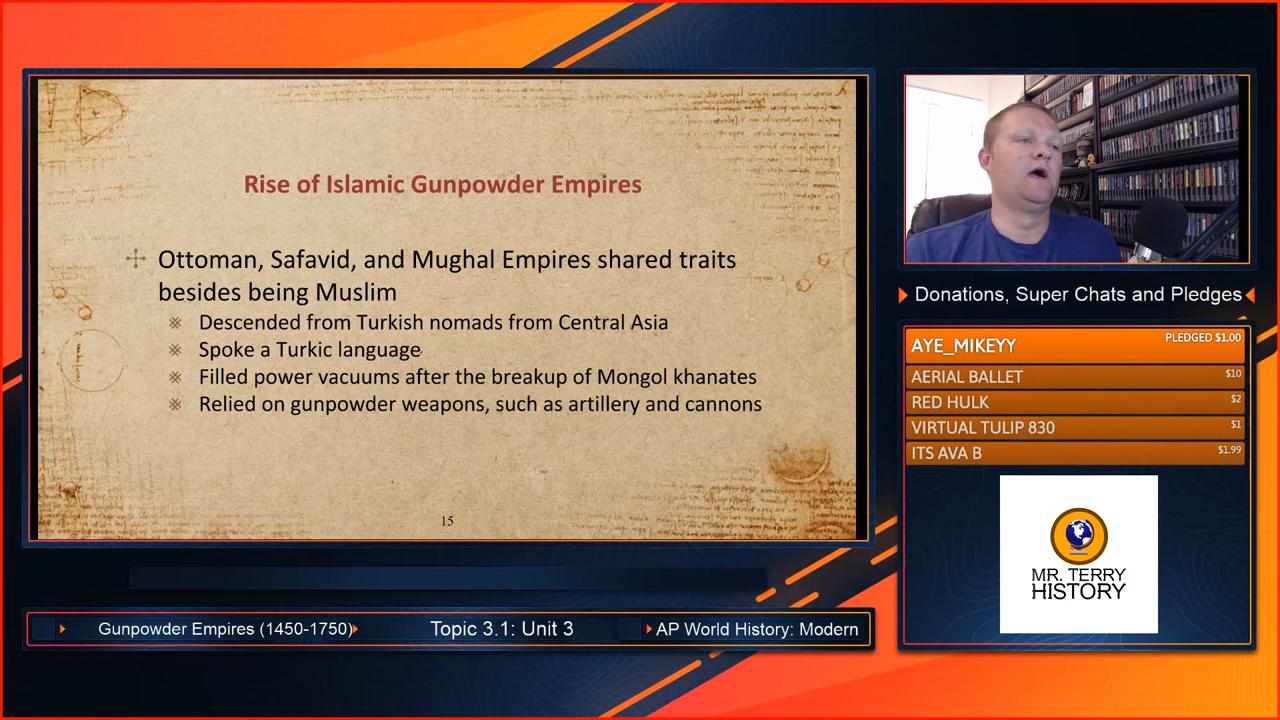 Rise of Islamic Gunpowder Empires
Ottoman, Safavid, and Mughal Empires shared traits
besides being Muslim
Descended from Turkish nomads from Central Asia
Spoke a Turkic language
Filled power vacuums after the breakup of Mongol khanates
Relied on gunpowder weapons, such as artillery and cannons
15
Donations, Super Chats and Pledges
AYE_MIKEYY PLEDGED $1.00
AERIAL BALLET $10
RED HULK $2
VIRTUAL TULIP 830 $1
ITS AVA B $1.99
MR. TERRY
HISTORY
Gunpowder Empires (1450-1750) Topic 3.1: Unit 3 AP World History: Modern